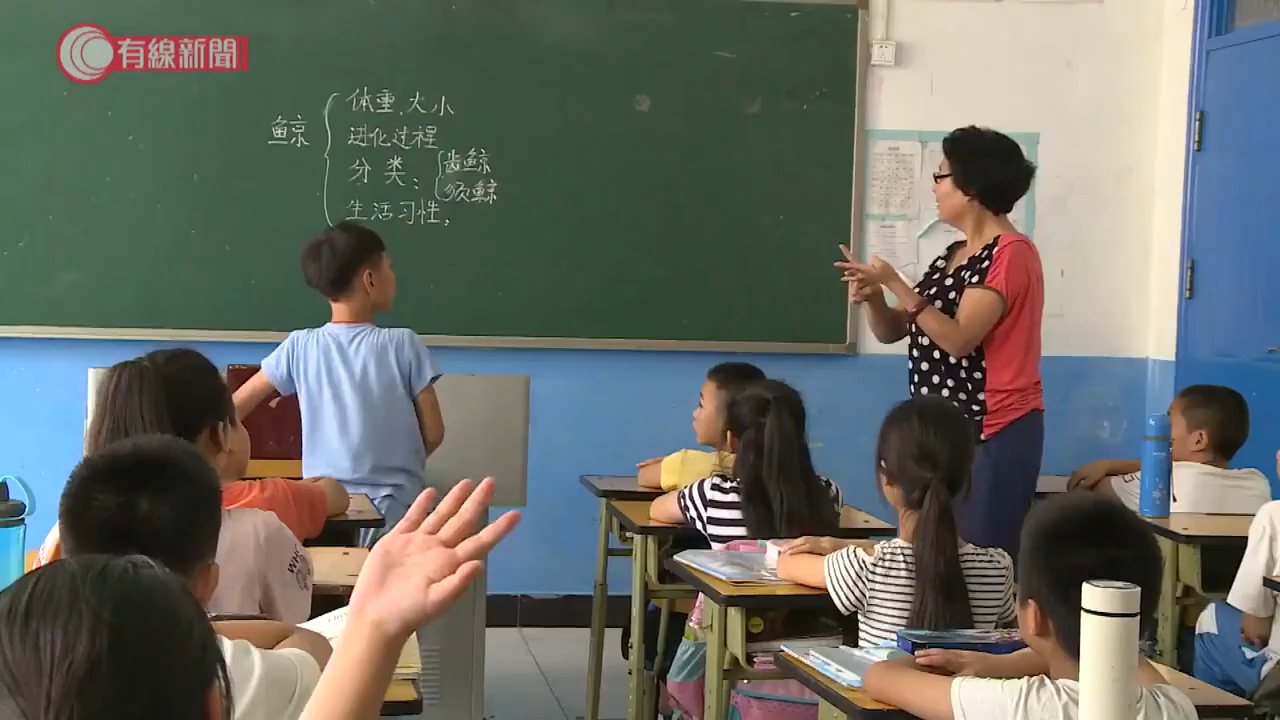 有線新聞
鲸
体重、大小
进化过程
分类：
齿鲸
须鲸
生活习性，